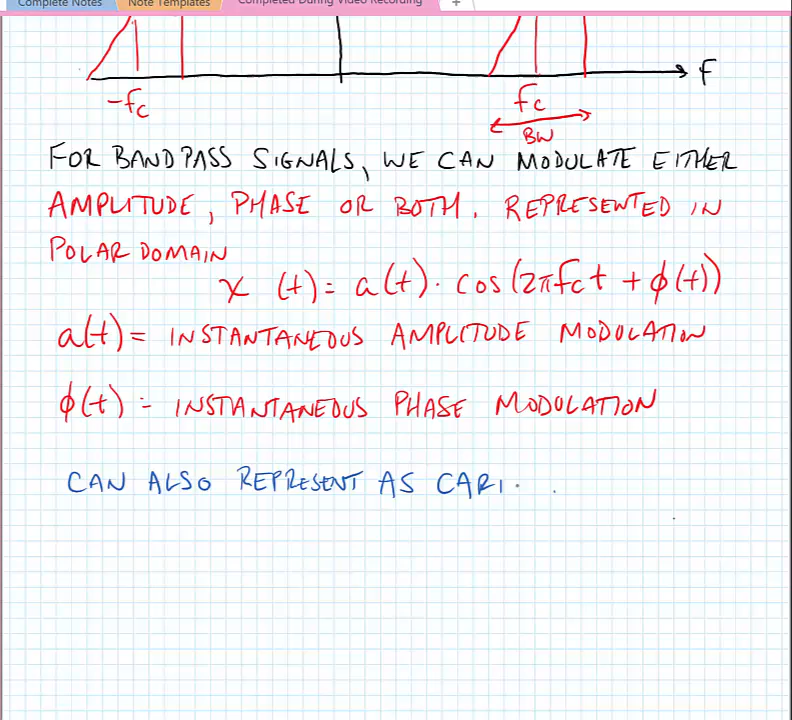 Complete Notes Note Templates Completed During Video Recording +
-fc fc F
BW
FOR BANDPASS SIGNALS, WE CAN MODULATE EITHER
AMPLITUDE, PHASE OR BOTH. REPRESENTED IN
POLAR DOMAIN
x (t) = a(t) · cos(2πfct + φ(t))
a(t) = INSTANTANEOUS AMPLITUDE MODULATION
φ(t) = INSTANTANEOUS PHASE MODULATION
CAN ALSO REPRESENT AS CARI